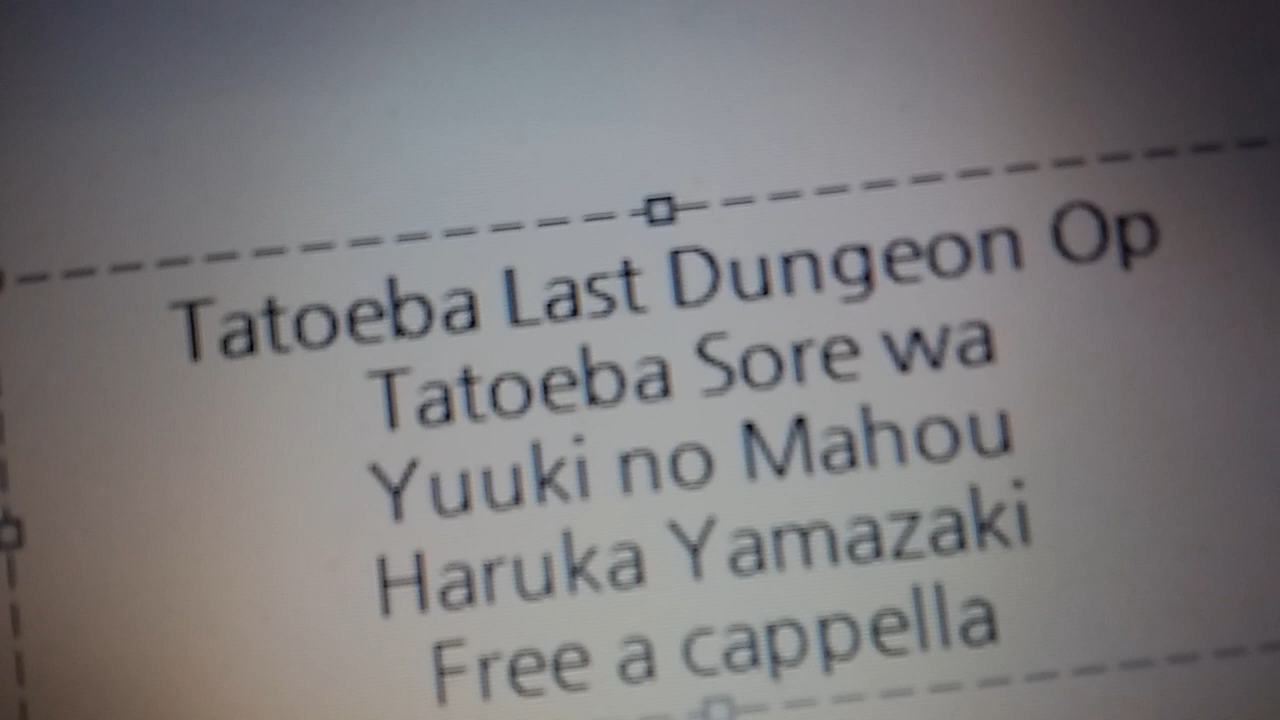 Tatoeba Last Dungeon Op
Tatoeba Sore wa
Yuuki no Mahou
Haruka Yamazaki
Free a cappella